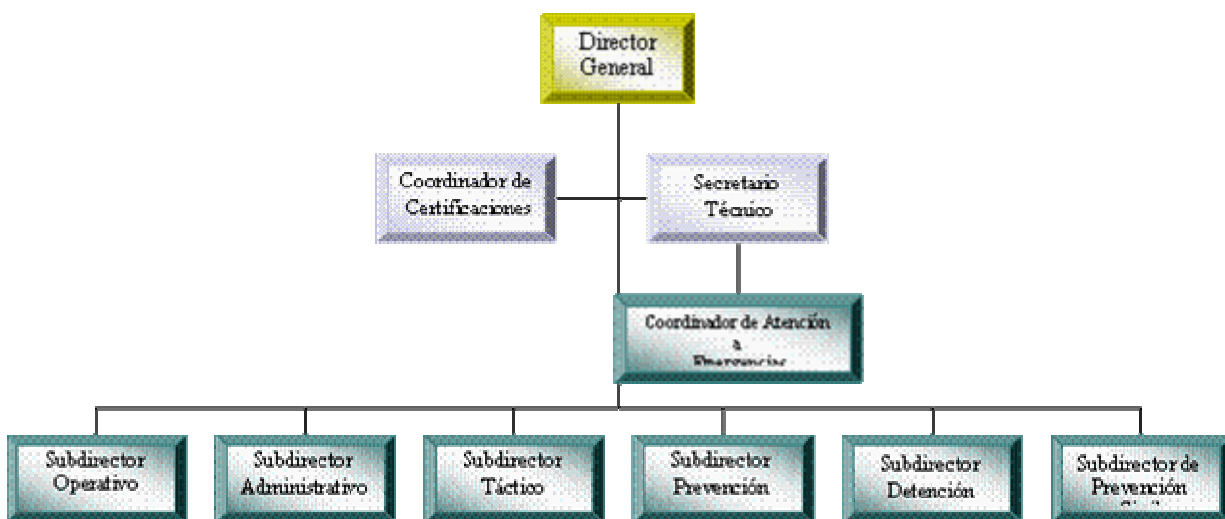 Director
General
Coordinador de
Certificaciones
Secretario
Técnico
Coordinador de Atención
a
Emergencias
Subdirector
Operativo
Subdirector
Administrativo
Subdirector
Táctico
Subdirector
Prevención
Subdirector
Detención
Subdirector de
Prevención